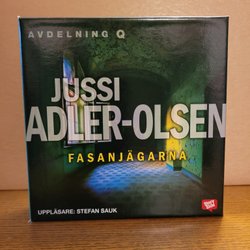 AVDELNING Q
JUSSI
ADLER-OLSEN
FASANJÄGARNA
UPPLÄSARE: STEFAN SAUK